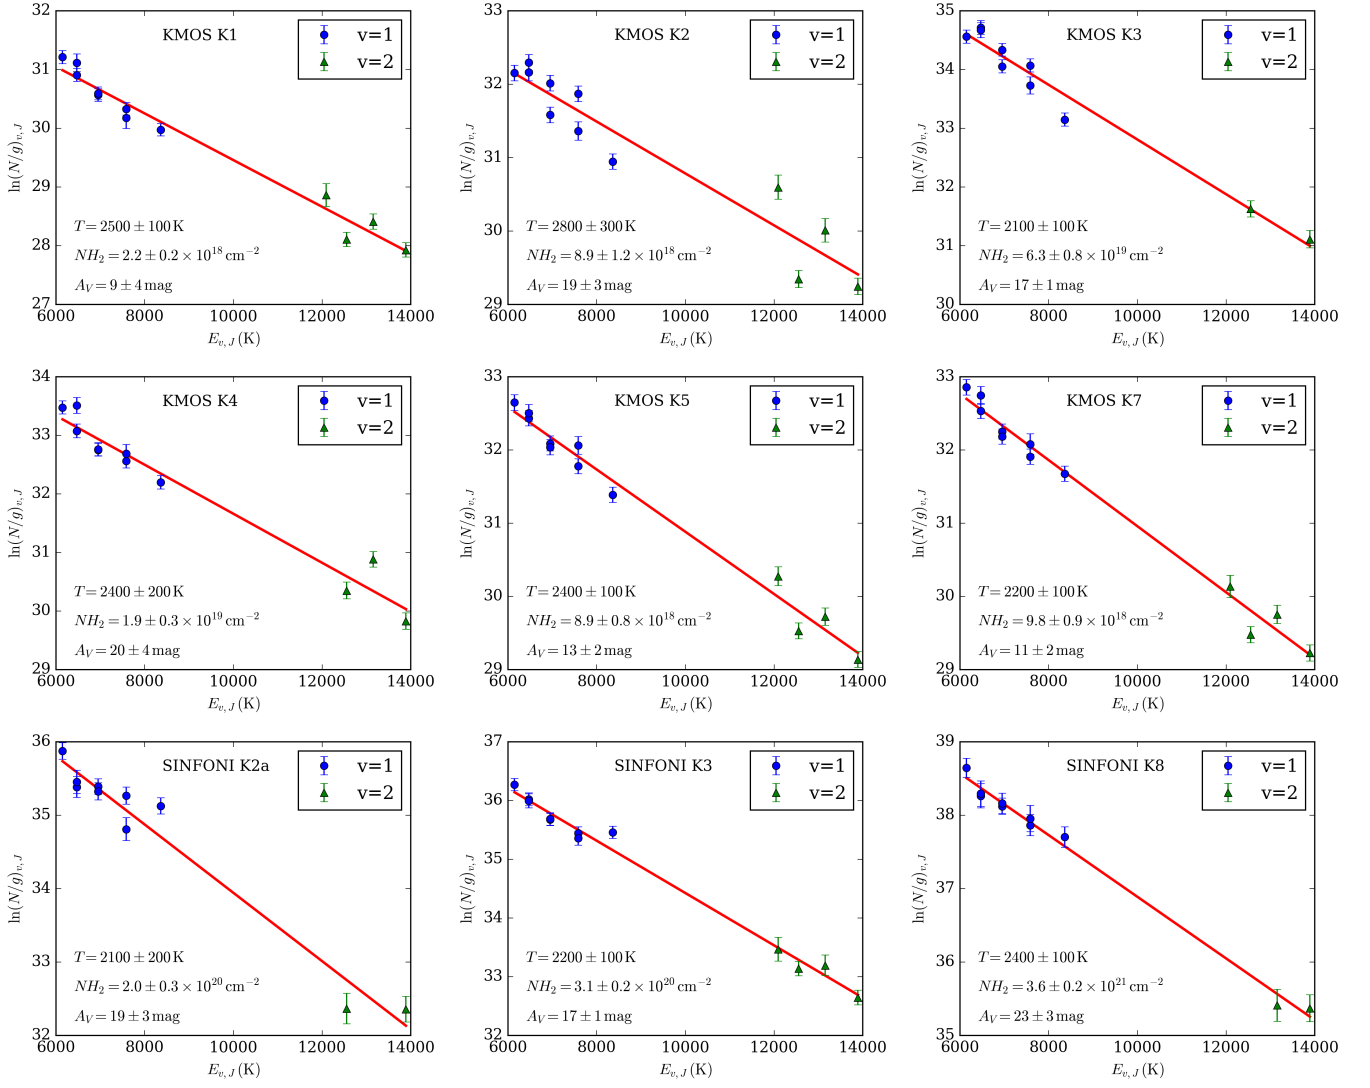 KMOS K1
v=1
v=2
32
31
30
29
28
27
ln(N/g)v,J
T = 2500 ± 100 K
NH2 = 2.2 ± 0.2 × 10^18 cm^−2
AV = 9 ± 4 mag
6000 8000 10000 12000 14000
Ev,J (K)
KMOS K2
v=1
v=2
33
32
31
30
29
ln(N/g)v,J
T = 2800 ± 300 K
NH2 = 8.9 ± 1.2 × 10^18 cm^−2
AV = 19 ± 3 mag
6000 8000 10000 12000 14000
Ev,J (K)
KMOS K3
v=1
v=2
35
34
33
32
31
30
ln(N/g)v,J
T = 2100 ± 100 K
NH2 = 6.3 ± 0.8 × 10^19 cm^−2
AV = 17 ± 1 mag
6000 8000 10000 12000 14000
Ev,J (K)
KMOS K4
v=1
v=2
34
33
32
31
30
29
ln(N/g)v,J
T = 2400 ± 200 K
NH2 = 1.9 ± 0.3 × 10^19 cm^−2
AV = 20 ± 4 mag
6000 8000 10000 12000 14000
Ev,J (K)
KMOS K5
v=1
v=2
33
32
31
30
29
ln(N/g)v,J
T = 2400 ± 100 K
NH2 = 8.9 ± 0.8 × 10^18 cm^−2
AV = 13 ± 2 mag
6000 8000 10000 12000 14000
Ev,J (K)
KMOS K7
v=1
v=2
33
32
31
30
29
ln(N/g)v,J
T = 2200 ± 100 K
NH2 = 9.8 ± 0.9 × 10^18 cm^−2
AV = 11 ± 2 mag
6000 8000 10000 12000 14000
Ev,J (K)
SINFONI K2a
v=1
v=2
36
35
34
33
32
ln(N/g)v,J
T = 2100 ± 200 K
NH2 = 2.0 ± 0.3 × 10^20 cm^−2
AV = 19 ± 3 mag
6000 8000 10000 12000 14000
Ev,J (K)
SINFONI K3
v=1
v=2
37
36
35
34
33
32
ln(N/g)v,J
T = 2200 ± 100 K
NH2 = 3.1 ± 0.2 × 10^20 cm^−2
AV = 17 ± 1 mag
6000 8000 10000 12000 14000
Ev,J (K)
SINFONI K8
v=1
v=2
39
38
37
36
35
ln(N/g)v,J
T = 2400 ± 100 K
NH2 = 3.6 ± 0.2 × 10^21 cm^−2
AV = 23 ± 3 mag
6000 8000 10000 12000 14000
Ev,J (K)